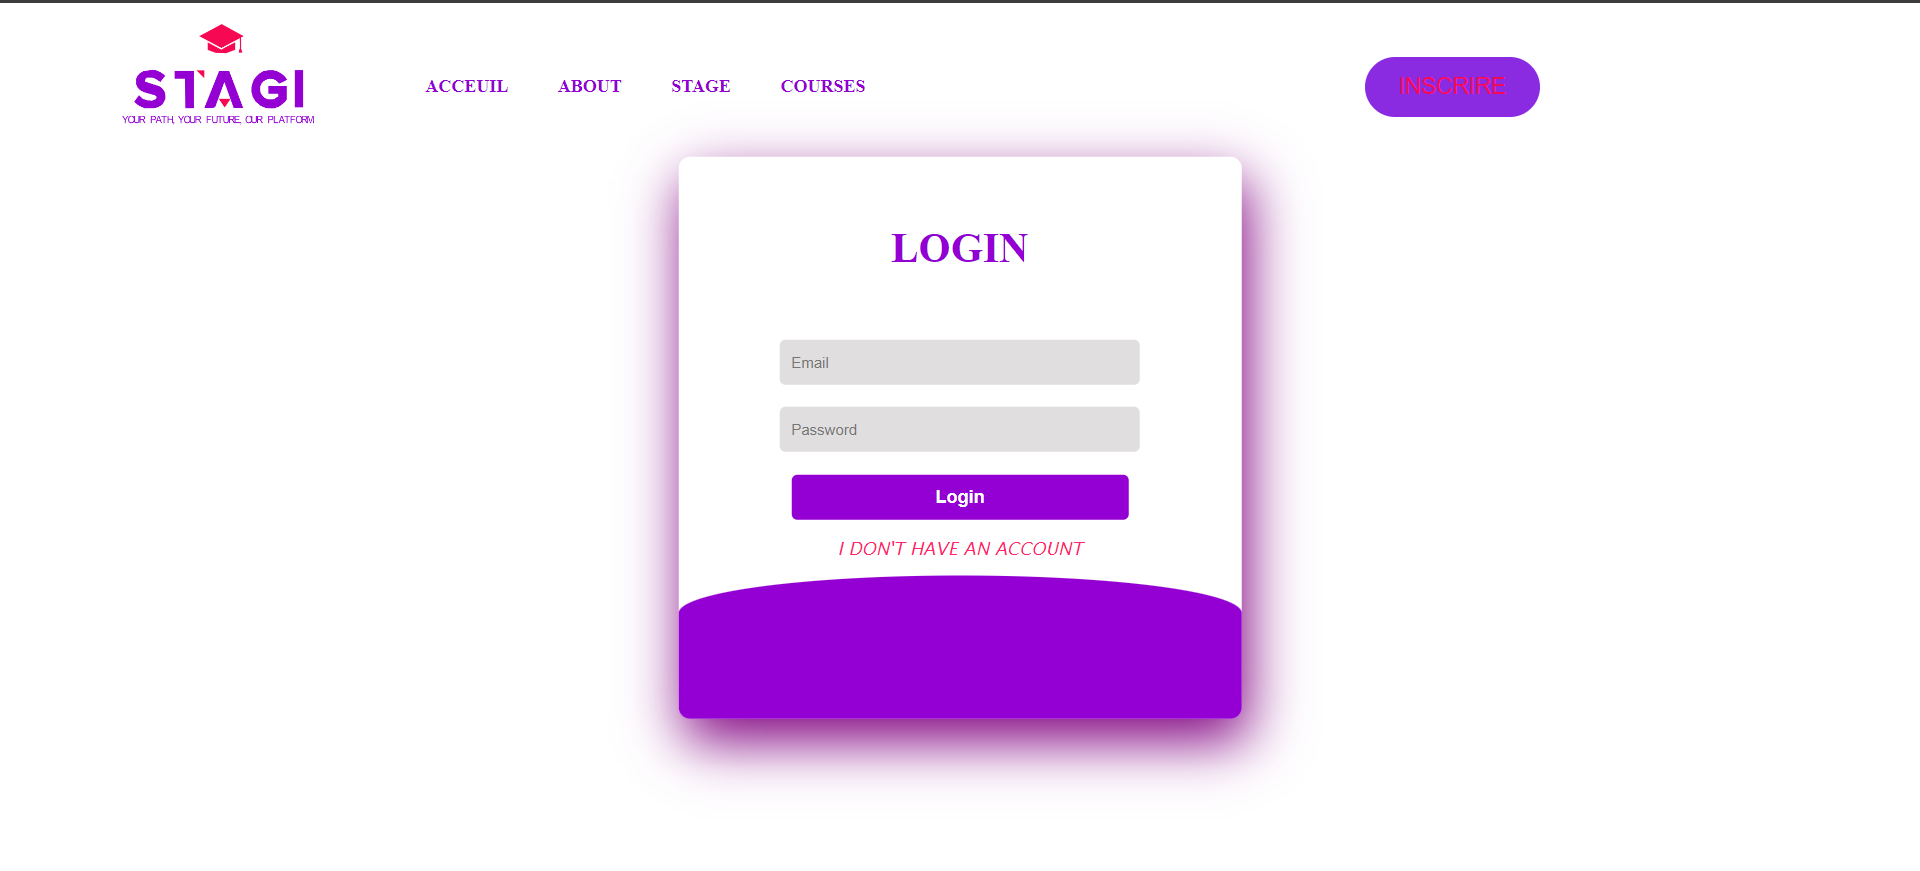 STAGI
YOUR PATH, YOUR FUTURE, OUR PLATFORM
ACCEUIL ABOUT STAGE COURSES
INSCRIRE
LOGIN
Email
Password
Login
I DON'T HAVE AN ACCOUNT